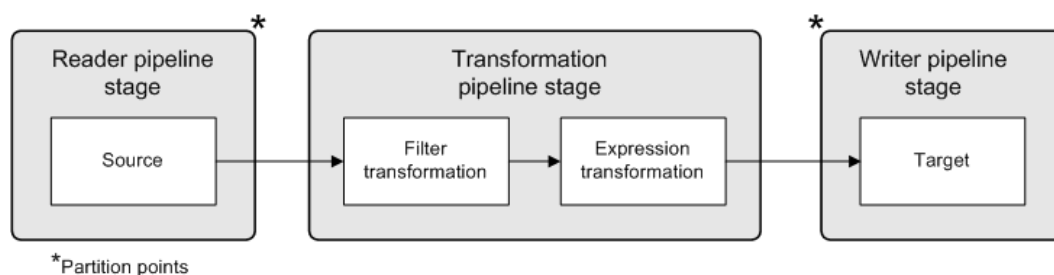 *
*
Reader pipeline
stage
Transformation
pipeline stage
Writer pipeline
stage
Source
Filter
transformation
Expression
transformation
Target
*Partition points